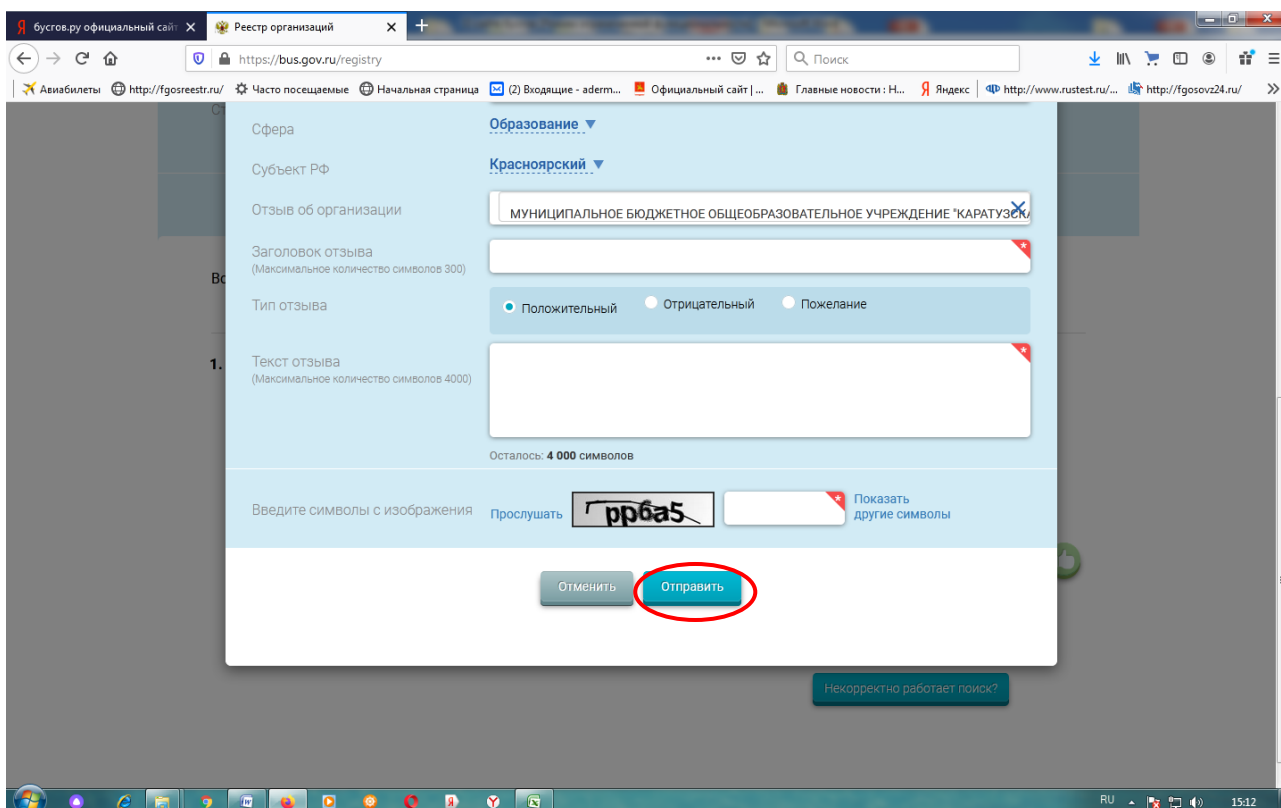 Я бусгов.ру официальный сайт
Реестр организаций
https://bus.gov.ru/registry
Поиск
Авиабилеты http://fgosreestr.ru/ Часто посещаемые Начальная страница (2) Входящие - aderm... Официальный сайт | ... Главные новости : Н... Я Яндекс http://www.rustest.ru/... http://fgosovz24.ru/
Ст
Сфера
Образование
Субъект РФ
Красноярский
Отзыв об организации
МУНИЦИПАЛЬНОЕ БЮДЖЕТНОЕ ОБЩЕОБРАЗОВАТЕЛЬНОЕ УЧРЕЖДЕНИЕ "КАРАТУЗСКА
Заголовок отзыва
(Максимальное количество символов 300)
Вс
Тип отзыва
Положительный Отрицательный Пожелание
1.
Текст отзыва
(Максимальное количество символов 4000)
Осталось: 4 000 символов
Введите символы с изображения
Прослушать
pp6a5
Показать
другие символы
Отменить
Отправить
Некорректно работает поиск?
RU
15:12